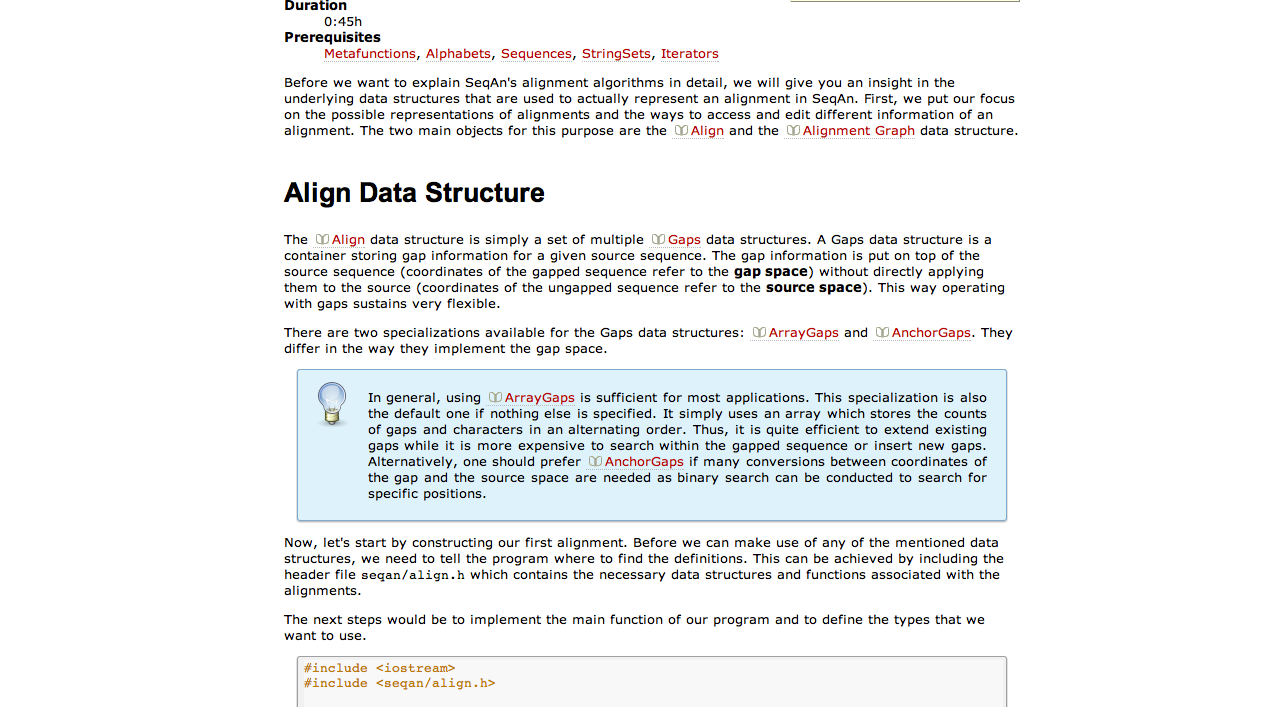 Duration
0:45h
Prerequisites
Metafunctions, Alphabets, Sequences, StringSets, Iterators
Before we want to explain SeqAn's alignment algorithms in detail, we will give you an insight in the
underlying data structures that are used to actually represent an alignment in SeqAn. First, we put our focus
on the possible representations of alignments and the ways to access and edit different information of an
alignment. The two main objects for this purpose are the Align and the Alignment Graph data structure.
Align Data Structure
The Align data structure is simply a set of multiple Gaps data structures. A Gaps data structure is a
container storing gap information for a given source sequence. The gap information is put on top of the
source sequence (coordinates of the gapped sequence refer to the gap space) without directly applying
them to the source (coordinates of the ungapped sequence refer to the source space). This way operating
with gaps sustains very flexible.
There are two specializations available for the Gaps data structures: ArrayGaps and AnchorGaps. They
differ in the way they implement the gap space.
In general, using ArrayGaps is sufficient for most applications. This specialization is also
the default one if nothing else is specified. It simply uses an array which stores the counts
of gaps and characters in an alternating order. Thus, it is quite efficient to extend existing
gaps while it is more expensive to search within the gapped sequence or insert new gaps.
Alternatively, one should prefer AnchorGaps if many conversions between coordinates of
the gap and the source space are needed as binary search can be conducted to search for
specific positions.
Now, let's start by constructing our first alignment. Before we can make use of any of the mentioned data
structures, we need to tell the program where to find the definitions. This can be achieved by including the
header file seqan/align.h which contains the necessary data structures and functions associated with the
alignments.
The next steps would be to implement the main function of our program and to define the types that we
want to use.
#include <iostream>
#include <seqan/align.h>